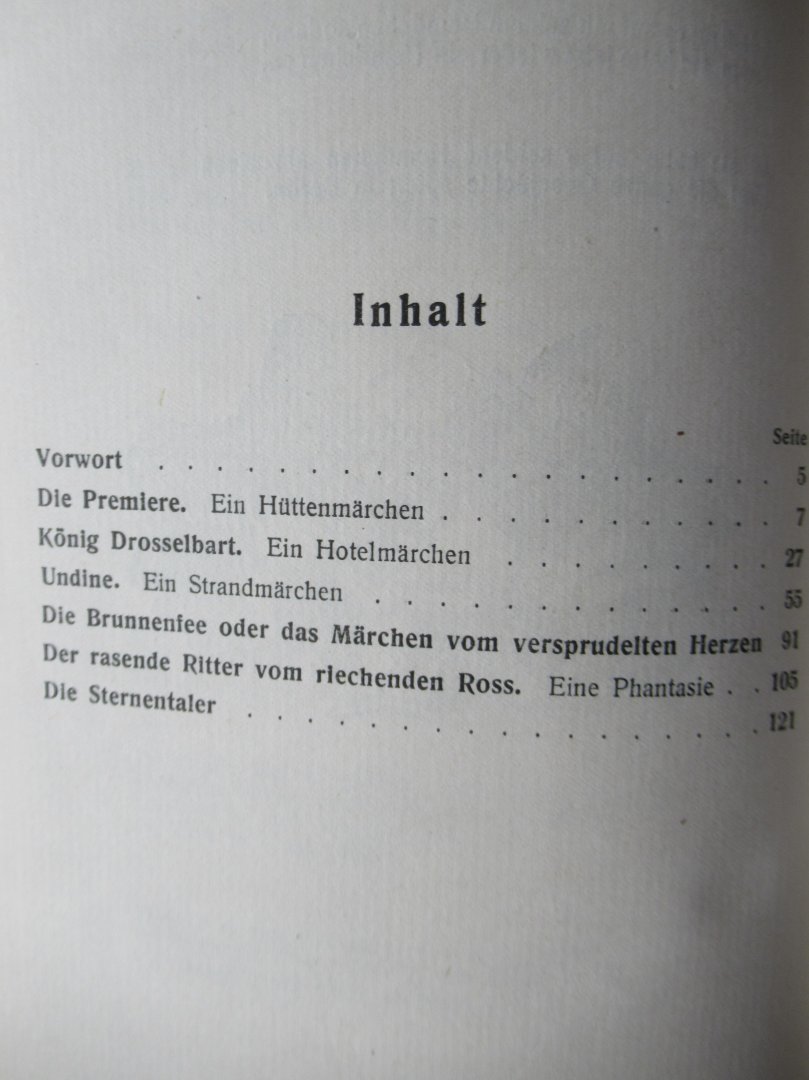 Inhalt
Seite
Vorwort . . . . . . . . . . . . . . . . . . 5
Die Premiere. Ein Hüttenmärchen . . . . . . . . . 7
König Drosselbart. Ein Hotelmärchen . . . . . . . . 27
Undine. Ein Strandmärchen . . . . . . . . . . . . 55
Die Brunnenfee oder das Märchen vom versprudelten Herzen 91
Der rasende Ritter vom riechenden Ross. Eine Phantasie . . 105
Die Sternentaler . . . . . . . . . . . . . . . . . 121